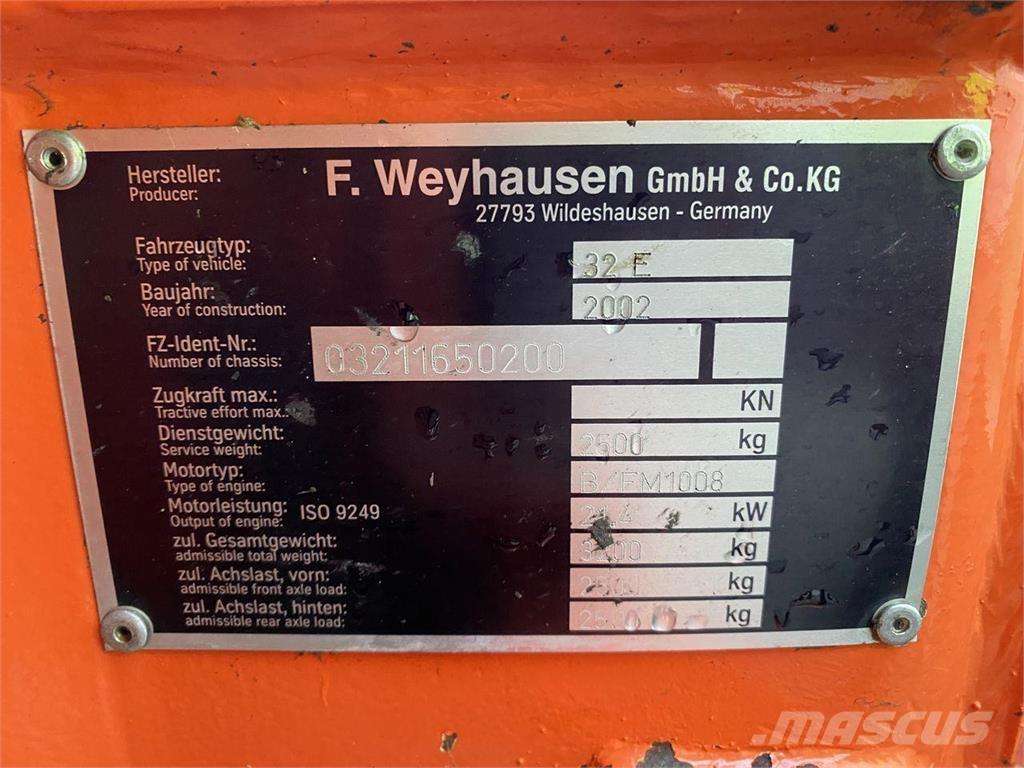 Hersteller: F. Weyhausen GmbH & Co.KG
Producer:
27793 Wildeshausen - Germany
Fahrzeugtyp: 32 E
Type of vehicle:
Baujahr: 2002
Year of construction:
FZ-Ident-Nr.: 03211650200
Number of chassis:
Zugkraft max.: KN
Tractive effort max.:
Dienstgewicht: 2500 kg
Service weight:
Motortyp:
Type of engine:
Motorleistung: ISO 9249 kW
Output of engine:
zul. Gesamtgewicht: kg
admissible total weight:
zul. Achslast, vorn: kg
admissible front axle load:
zul. Achslast, hinten: kg
admissible rear axle load:
MASCUS